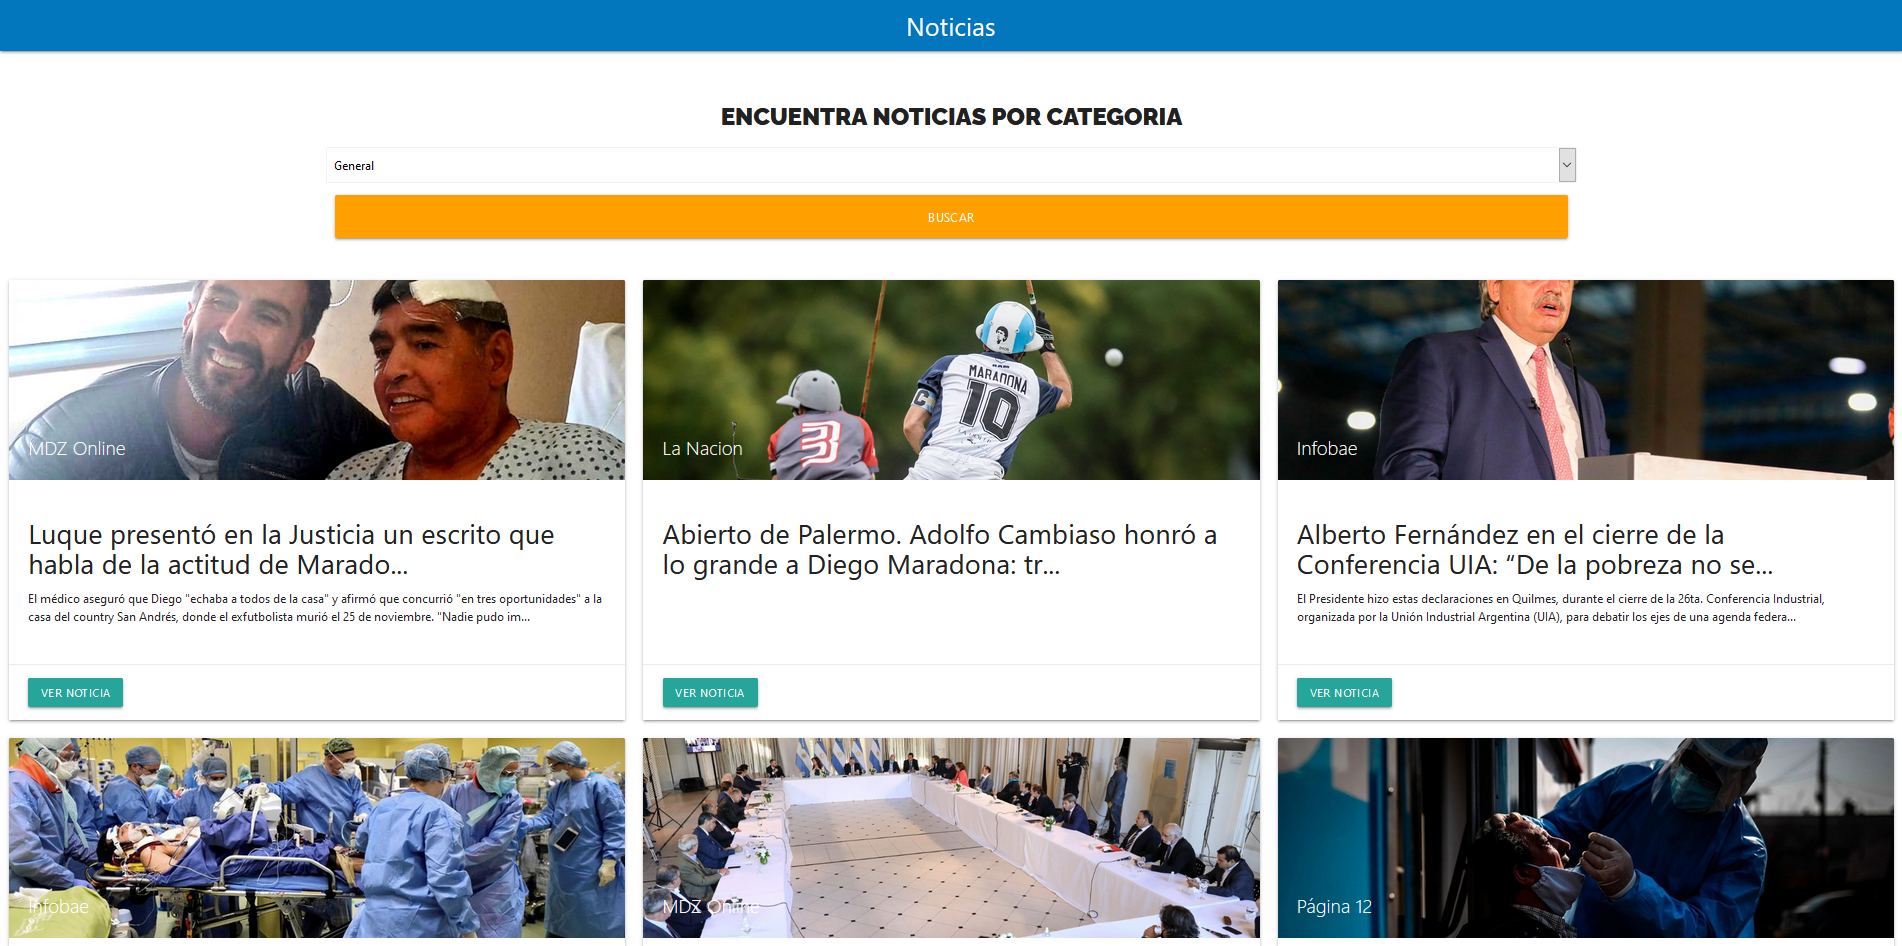 Noticias
ENCUENTRA NOTICIAS POR CATEGORIA
General
BUSCAR
MDZ Online
Luque presentó en la Justicia un escrito que
habla de la actitud de Marado...
El médico aseguró que Diego "echaba a todos de la casa" y afirmó que concurrió "en tres oportunidades" a la
casa del country San Andrés, donde el exfutbolista murió el 25 de noviembre. "Nadie pudo im...
VER NOTICIA
MARADONA
10
C
3
La Nacion
Abierto de Palermo. Adolfo Cambiaso honró a
lo grande a Diego Maradona: tr...
VER NOTICIA
Infobae
Alberto Fernández en el cierre de la
Conferencia UIA: “De la pobreza no se...
El Presidente hizo estas declaraciones en Quilmes, durante el cierre de la 26ta. Conferencia Industrial,
organizada por la Unión Industrial Argentina (UIA), para debatir los ejes de una agenda federa...
VER NOTICIA
Infobae
MDZ Online
Página 12